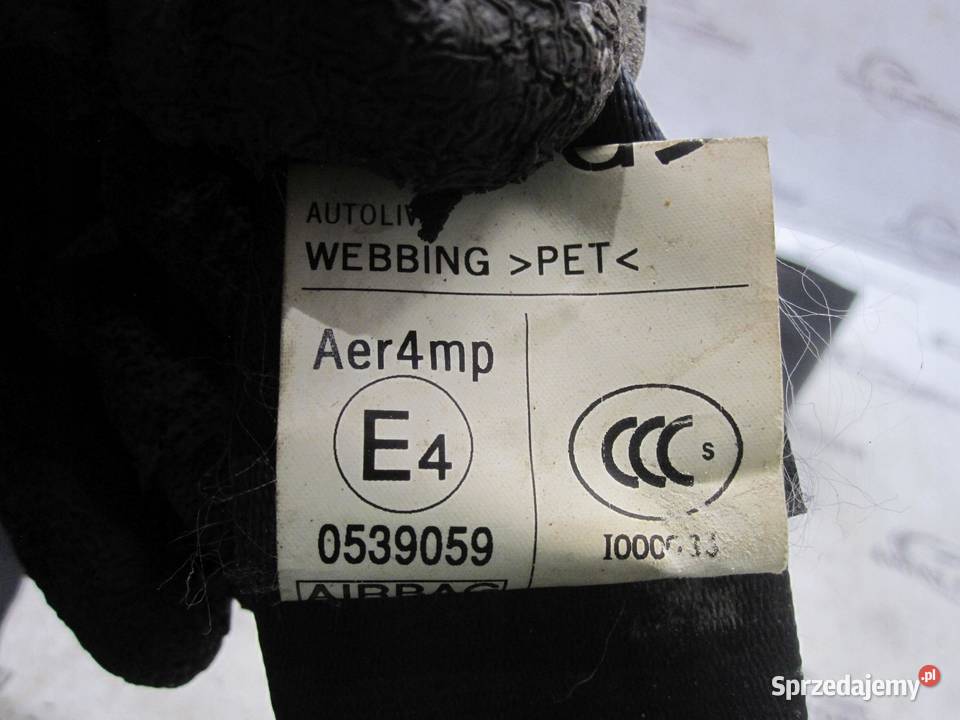 AUTOLIV
WEBBING >PET<
Aer4mp
E4
0539059
CCC S
AIRBAG
Sprzedajemy.pl